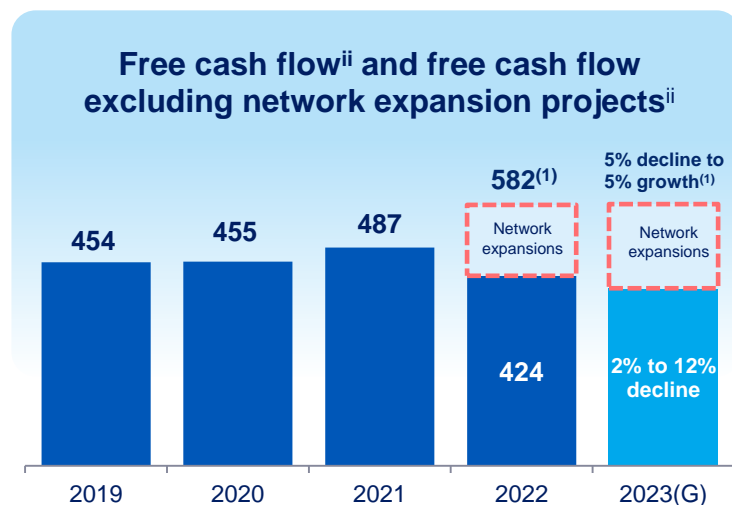 Free cash flowⁱⁱ and free cash flow
excluding network expansion projectsⁱⁱ
454
455
487
582⁽¹⁾
5% decline to
5% growth⁽¹⁾
Network
expansions
Network
expansions
424
2% to 12%
decline
2019
2020
2021
2022
2023(G)